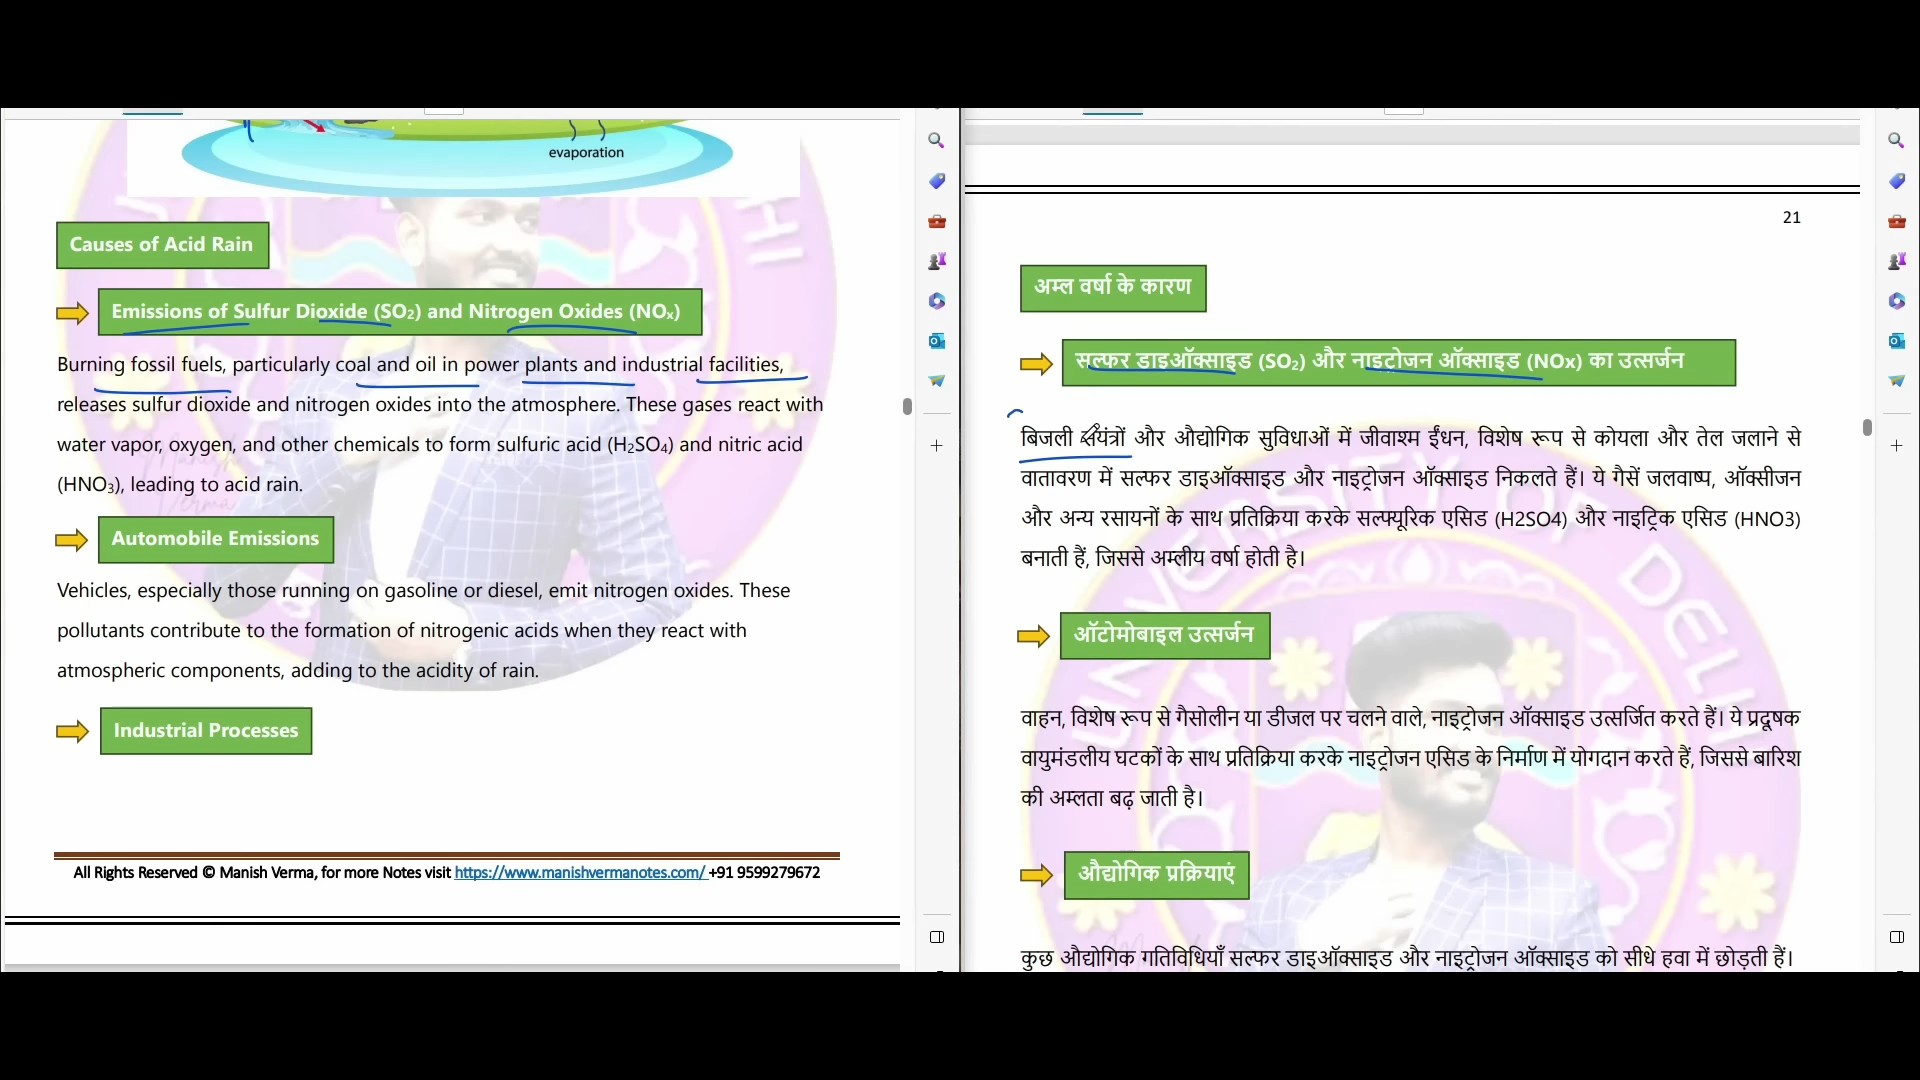 evaporation
Causes of Acid Rain
Emissions of Sulfur Dioxide (SO₂) and Nitrogen Oxides (NOₓ)
Burning fossil fuels, particularly coal and oil in power plants and industrial facilities,
releases sulfur dioxide and nitrogen oxides into the atmosphere. These gases react with
water vapor, oxygen, and other chemicals to form sulfuric acid (H₂SO₄) and nitric acid
(HNO₃), leading to acid rain.
Automobile Emissions
Vehicles, especially those running on gasoline or diesel, emit nitrogen oxides. These
pollutants contribute to the formation of nitrogenic acids when they react with
atmospheric components, adding to the acidity of rain.
Industrial Processes
All Rights Reserved © Manish Verma, for more Notes visit https://www.manishvermanotes.com/ +91 9599279672
21
अम्ल वर्षा के कारण
सल्फर डाइऑक्साइड (SO₂) और नाइट्रोजन ऑक्साइड (NOx) का उत्सर्जन
बिजली संयंत्रों और औद्योगिक सुविधाओं में जीवाश्म ईंधन, विशेष रूप से कोयला और तेल जलाने से
वातावरण में सल्फर डाइऑक्साइड और नाइट्रोजन ऑक्साइड निकलते हैं। ये गैसें जलवाष्प, ऑक्सीजन
और अन्य रसायनों के साथ प्रतिक्रिया करके सल्फ्यूरिक एसिड (H2SO4) और नाइट्रिक एसिड (HNO3)
बनाती हैं, जिससे अम्लीय वर्षा होती है।
ऑटोमोबाइल उत्सर्जन
वाहन, विशेष रूप से गैसोलीन या डीजल पर चलने वाले, नाइट्रोजन ऑक्साइड उत्सर्जित करते हैं। ये प्रदूषक
वायुमंडलीय घटकों के साथ प्रतिक्रिया करके नाइट्रोजन एसिड के निर्माण में योगदान करते हैं, जिससे बारिश
की अम्लता बढ़ जाती है।
औद्योगिक प्रक्रियाएं
कुछ औद्योगिक गतिविधियाँ सल्फर डाइऑक्साइड और नाइट्रोजन ऑक्साइड को सीधे हवा में छोड़ती हैं।
UNIVERSITY OF DELHI